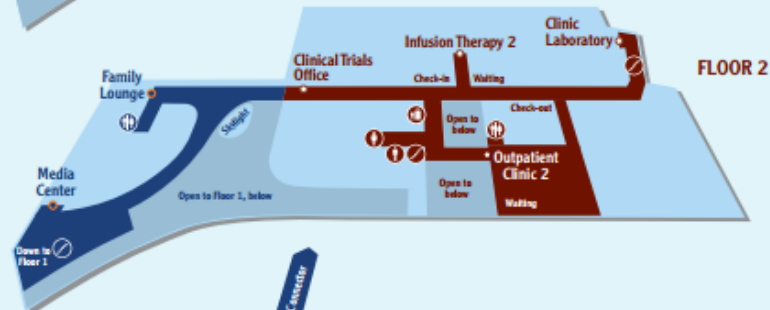 Clinic
Laboratory
Infusion Therapy 2
FLOOR 2
Clinical Trials
Office
Check-in
Waiting
Family
Lounge
Check-out
Skylight
Open to
below
Outpatient
Clinic 2
Media
Center
Open to Floor 1, below
Open to
below
Waiting
Down to
Floor 1
Connector